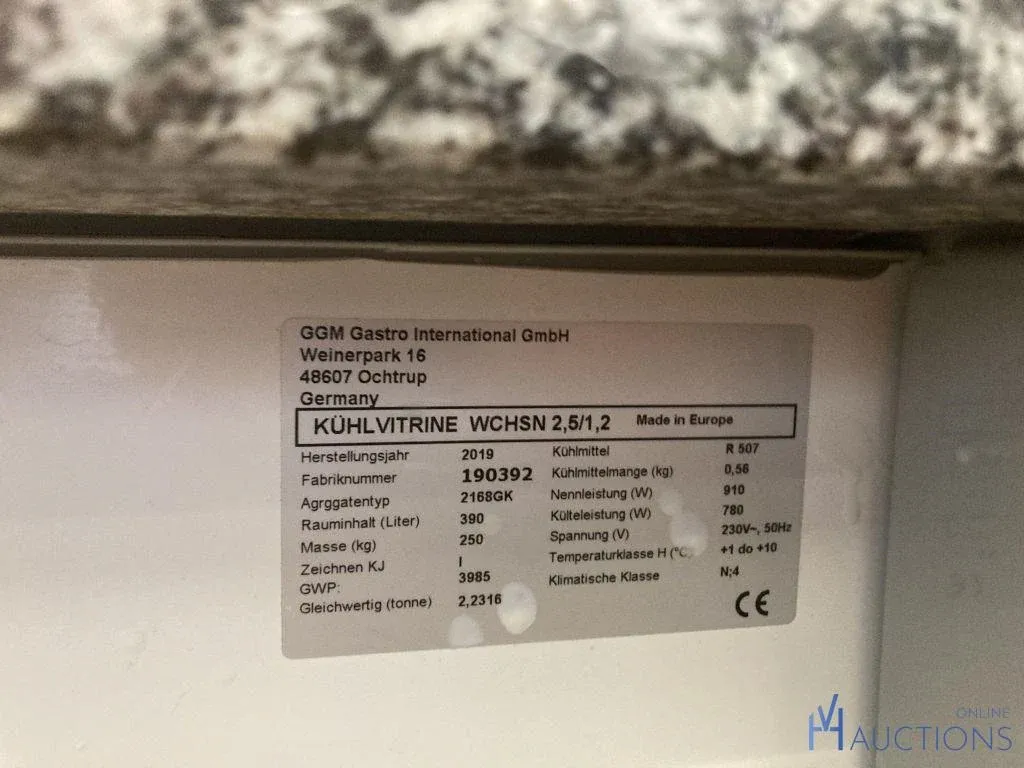 GGM Gastro International GmbH
Weinerpark 16
48607 Ochtrup
Germany
KÜHLVITRINE WCHSN 2,5/1,2 Made in Europe
Herstellungsjahr 2019 Kühlmittel R 507
Fabriknummer 190392 Kühlmittelmange (kg) 0,56
Agrggatentyp 2168GK Nennleistung (W) 910
Rauminhalt (Liter) 390 Külteleistung (W) 780
Masse (kg) 250 Spannung (V) 230V~, 50Hz
Zeichnen KJ I Temperaturklasse H (°C) +1 do +10
GWP: 3985 Klimatische Klasse N;4
Gleichwertig (tonne) 2,2316
CE
ONLINE
HV AUCTIONS